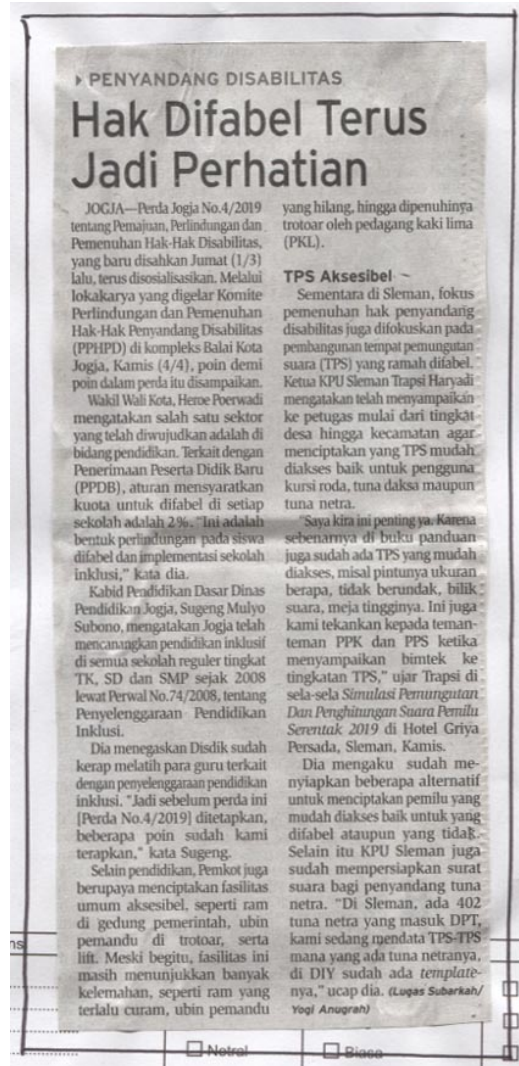 ▸ PENYANDANG DISABILITAS
Hak Difabel Terus
Jadi Perhatian
JOGJA—Perda Jogja No.4/2019
tentang Pemajuan, Perlindungan dan
Pemenuhan Hak-Hak Disabilitas,
yang baru disahkan Jumat (1/3)
lalu, terus disosialisasikan. Melalui
lokakarya yang digelar Komite
Perlindungan dan Pemenuhan
Hak-Hak Penyandang Disabilitas
(PPHPD) di kompleks Balai Kota
Jogja, Kamis (4/4), poin demi
poin dalam perda itu disampaikan.
Wakil Wali Kota, Heroe Poerwadi
mengatakan salah satu sektor
yang telah diwujudkan adalah di
bidang pendidikan. Terkait dengan
Penerimaan Peserta Didik Baru
(PPDB), aturan mensyaratkan
kuota untuk difabel di setiap
sekolah adalah 2%. "Ini adalah
bentuk perlindungan pada siswa
difabel dan implementasi sekolah
inklusi," kata dia.
Kabid Pendidikan Dasar Dinas
Pendidikan Jogja, Sugeng Mulyo
Subono, mengatakan Jogja telah
mencanangkan pendidikan inklusif
di semua sekolah reguler tingkat
TK, SD dan SMP sejak 2008
lewat Perwal No.74/2008, tentang
Penyelenggaraan Pendidikan
Inklusi.
Dia menegaskan Disdik sudah
kerap melatih para guru terkait
dengan penyelenggaraan pendidikan
inklusi. "Jadi sebelum perda ini
[Perda No.4/2019] ditetapkan,
beberapa poin sudah kami
terapkan," kata Sugeng.
Selain pendidikan, Pemkot juga
berupaya menciptakan fasilitas
umum aksesibel, seperti ram
di gedung pemerintah, ubin
pemandu di trotoar, serta
lift. Meski begitu, fasilitas ini
masih menunjukkan banyak
kelemahan, seperti ram yang
terlalu curam, ubin pemandu
yang hilang, hingga dipenuhinya
trotoar oleh pedagang kaki lima
(PKL).
TPS Aksesibel
Sementara di Sleman, fokus
pemenuhan hak penyandang
disabilitas juga difokuskan pada
pembangunan tempat pemungutan
suara (TPS) yang ramah difabel.
Ketua KPU Sleman Trapsi Haryadi
mengatakan telah menyampaikan
ke petugas mulai dari tingkat
desa hingga kecamatan agar
menciptakan yang TPS mudah
diakses baik untuk pengguna
kursi roda, tuna daksa maupun
tuna netra.
"Saya kira ini penting ya. Karena
sebenarnya di buku panduan
juga sudah ada TPS yang mudah
diakses, misal pintunya ukuran
berapa, tidak berundak, bilik
suara, meja tingginya. Ini juga
kami tekankan kepada teman-
teman PPK dan PPS ketika
menyampaikan bimtek ke
tingkatan TPS," ujar Trapsi di
sela-sela Simulasi Pemungutan
Dan Penghitungan Suara Pemilu
Serentak 2019 di Hotel Griya
Persada, Sleman, Kamis.
Dia mengaku sudah me-
nyiapkan beberapa alternatif
untuk menciptakan pemilu yang
mudah diakses baik untuk yang
difabel ataupun yang tidak.
Selain itu KPU Sleman juga
sudah mempersiapkan surat
suara bagi penyandang tuna
netra. "Di Sleman, ada 402
tuna netra yang masuk DPT,
kami sedang mendata TPS-TPS
mana yang ada tuna netranya,
di DIY sudah ada template-
nya," ucap dia. (Lugas Subarkah/
Yogi Anugrah)
ns
Netral
Biasa